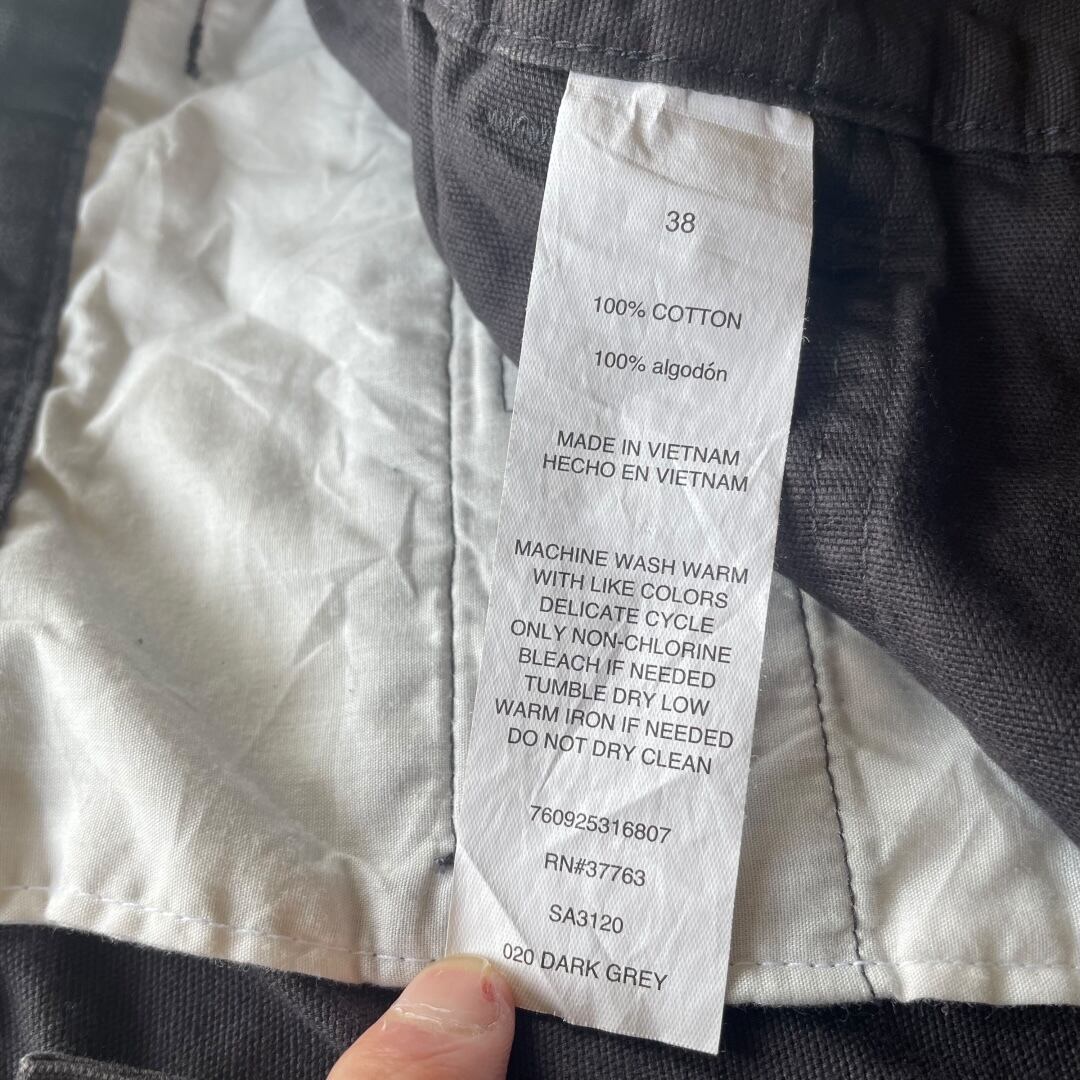 38
100% COTTON
100% algodón
MADE IN VIETNAM
HECHO EN VIETNAM
MACHINE WASH WARM
WITH LIKE COLORS
DELICATE CYCLE
ONLY NON-CHLORINE
BLEACH IF NEEDED
TUMBLE DRY LOW
WARM IRON IF NEEDED
DO NOT DRY CLEAN
760925316807
RN#37763
SA3120
020 DARK GREY